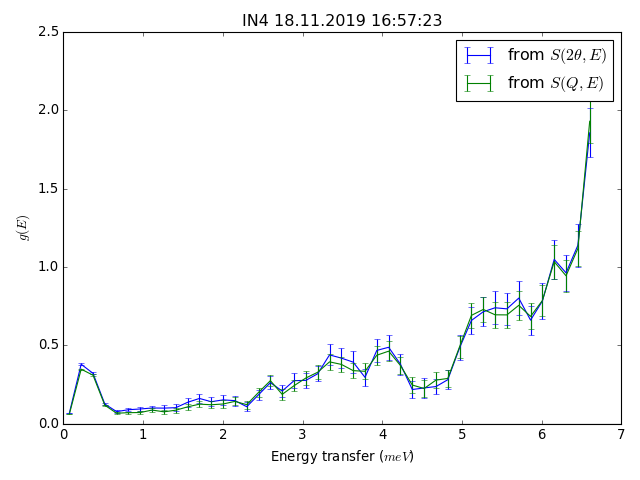 IN4 18.11.2019 16:57:23
2.5
from S(2θ, E)
from S(Q, E)
2.0
1.5
g(E)
1.0
0.5
0.0
0 1 2 3 4 5 6 7
Energy transfer (meV)